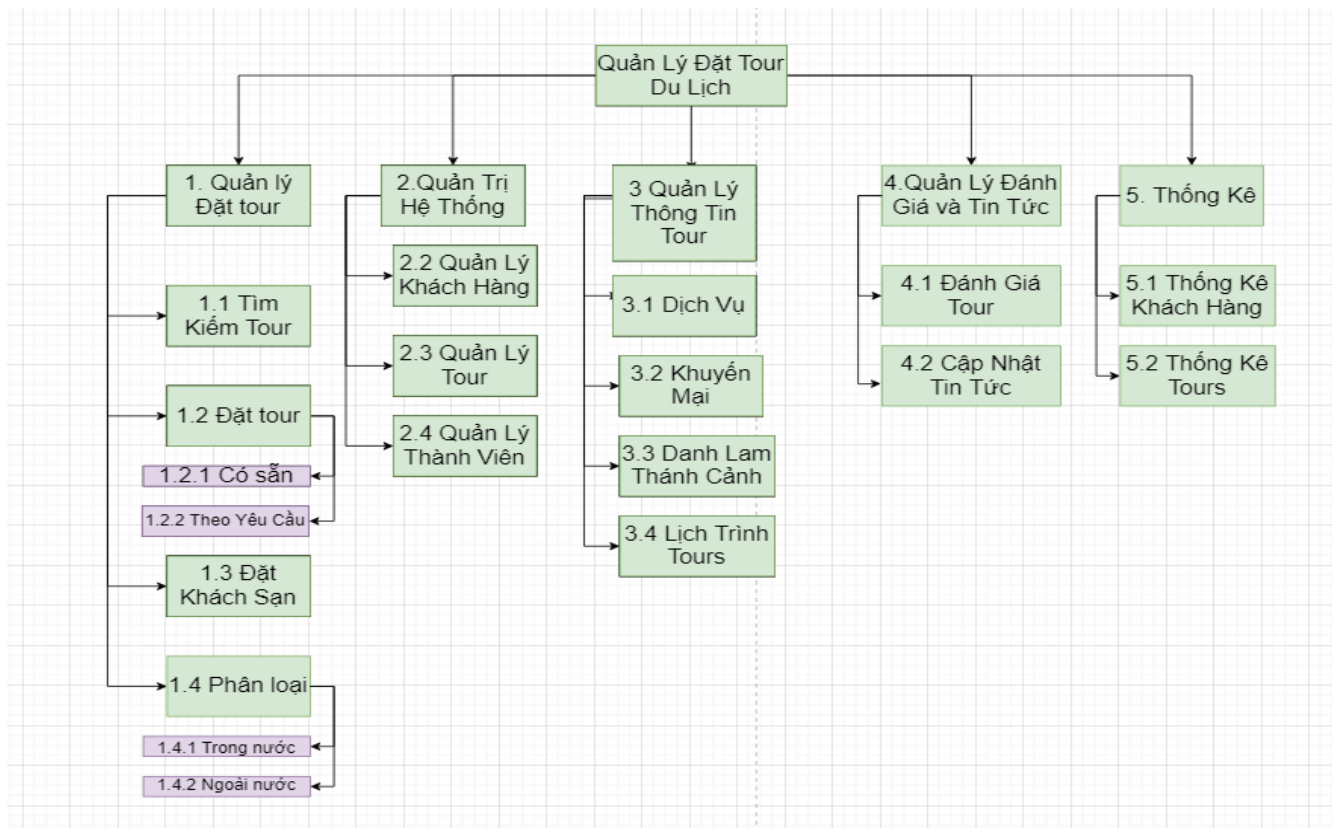 Quản Lý Đặt Tour
Du Lịch
1. Quản lý
Đặt tour
1.1 Tìm
Kiếm Tour
1.2 Đặt tour
1.2.1 Có sẵn
1.2.2 Theo Yêu Cầu
1.3 Đặt
Khách Sạn
1.4 Phân loại
1.4.1 Trong nước
1.4.2 Ngoài nước
2.Quản Trị
Hệ Thống
2.2 Quản Lý
Khách Hàng
2.3 Quản Lý
Tour
2.4 Quản Lý
Thành Viên
3 Quản Lý
Thông Tin
Tour
3.1 Dịch Vụ
3.2 Khuyến
Mại
3.3 Danh Lam
Thánh Cảnh
3.4 Lịch Trình
Tours
4.Quản Lý Đánh
Giá và Tin Tức
4.1 Đánh Giá
Tour
4.2 Cập Nhật
Tin Tức
5. Thống Kê
5.1 Thống Kê
Khách Hàng
5.2 Thống Kê
Tours